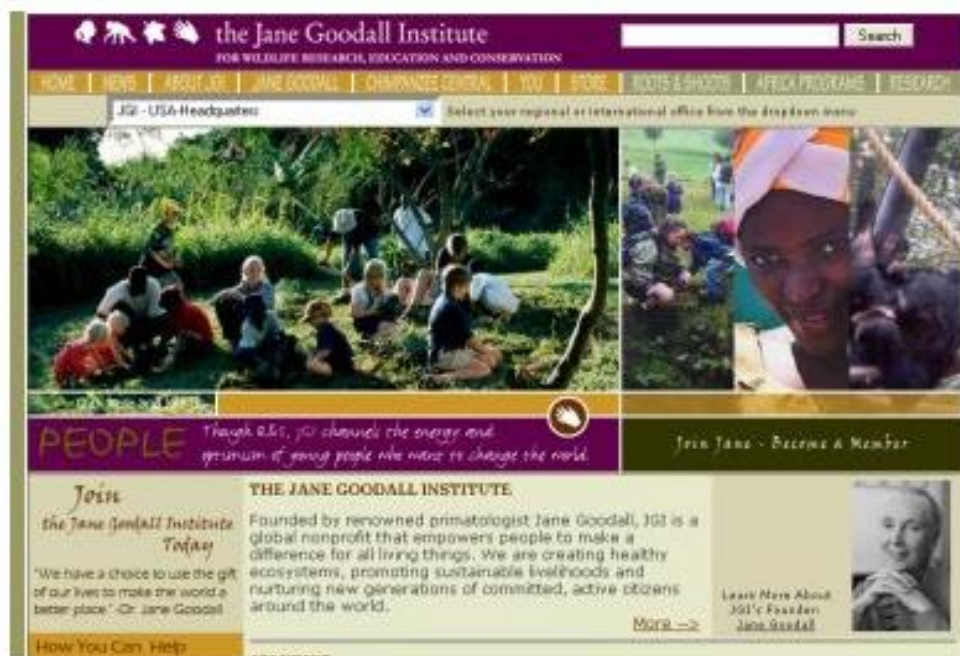 the Jane Goodall Institute
Search
FOR WILDLIFE RESEARCH, EDUCATION AND CONSERVATION
HOME | NEWS | ABOUT JGI | JANE GOODALL | CHIMPANZEE CENTRAL | YOU | STORE | ROOTS & SHOOTS | AFRICA PROGRAMS | RESEARCH
JGI - USA-Headquarters
Select your regional or international office from the dropdown menu
PEOPLE
Though R&S, JGI channels the energy and
optimism of young people who want to change the world.
Join Jane - Become a Member
Join
the Jane Goodall Institute
Today
"We have a choice to use the gift
of our lives to make the world a
better place." -Dr. Jane Goodall
How You Can Help
THE JANE GOODALL INSTITUTE
Founded by renowned primatologist Jane Goodall, JGI is a
global nonprofit that empowers people to make a
difference for all living things. We are creating healthy
ecosystems, promoting sustainable livelihoods and
nurturing new generations of committed, active citizens
around the world.
More -->
Learn More About
JGI's Founder
Jane Goodall